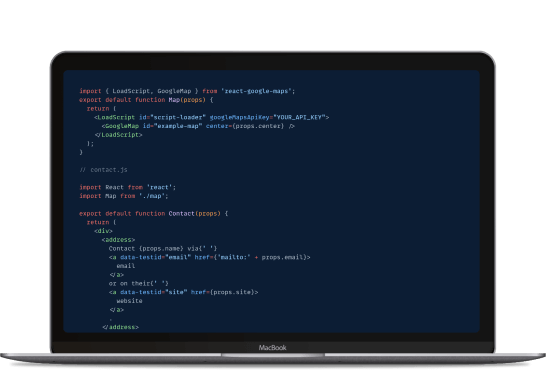 import { LoadScript, GoogleMap } from 'react-google-maps';
export default function Map(props) {
return (
<LoadScript id="script-loader" googleMapsApiKey="YOUR_API_KEY">
<GoogleMap id="example-map" center={props.center} />
</LoadScript>
);
}
// contact.js
import React from 'react';
import Map from './map';
export default function Contact(props) {
return (
<div>
<address>
Contact {props.name} via{' '}
<a data-testid="email" href={'mailto:' + props.email}>
email
</a>
or on their{' '}
<a data-testid="site" href={props.site}>
website
</a>
.
</address>
MacBook